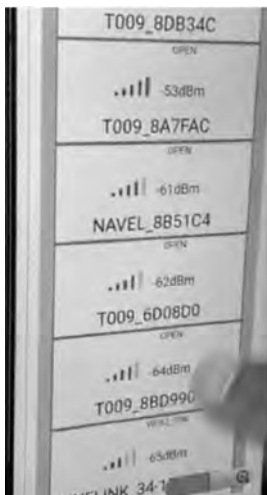 T009_8DB34C
OPEN
-53dBm
T009_8A7FAC
OPEN
-61dBm
NAVEL_8B51C4
OPEN
-62dBm
T009_6D08D0
OPEN
-64dBm
T009_8BD990
-65dBm